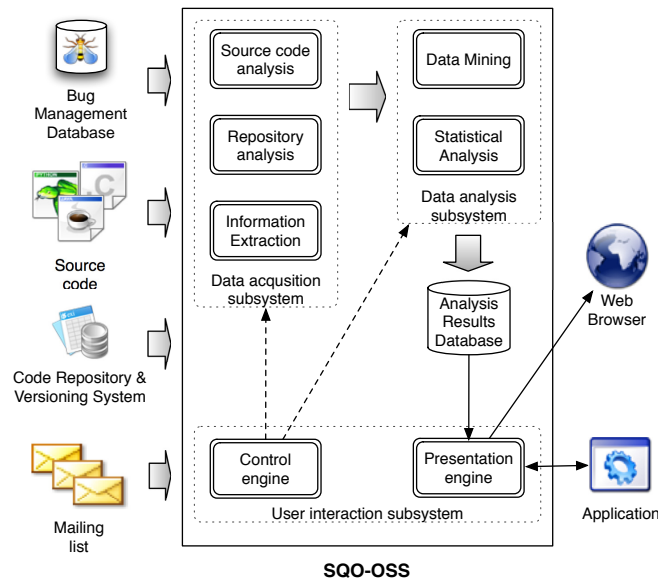 Bug
Management
Database
Source
code
Code Repository &
Versioning System
Mailing
list
Source code
analysis
Repository
analysis
Information
Extraction
Data acqusition
subsystem
Data Mining
Statistical
Analysis
Data analysis
subsystem
Analysis
Results
Database
Control
engine
Presentation
engine
User interaction subsystem
Web
Browser
Application
SQO-OSS